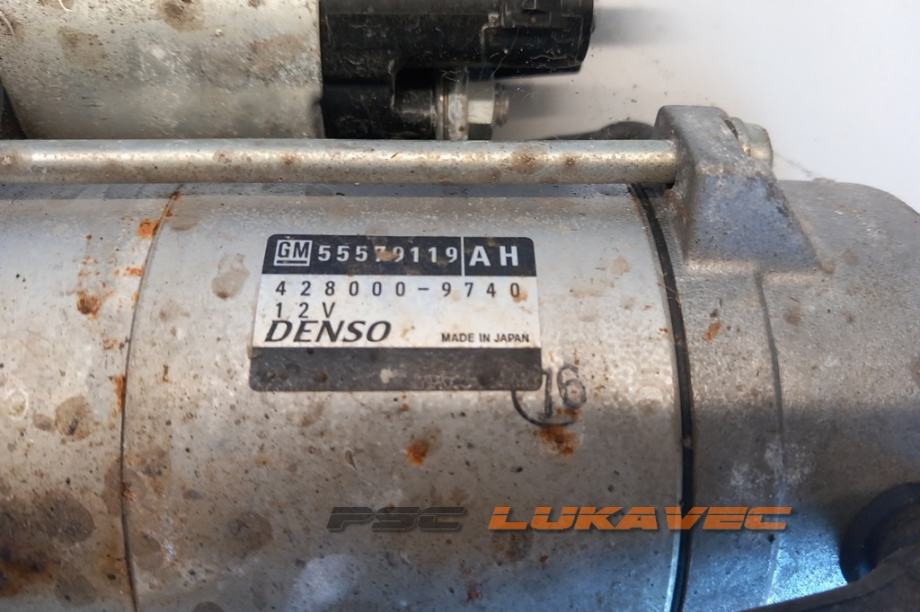 GM 55579119 AH
428000-9740
12V
DENSO MADE IN JAPAN
16
PSC LUKAVEC